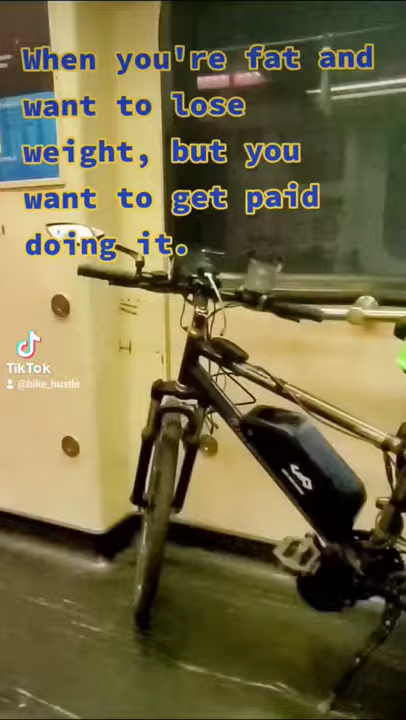 When you're fat and
want to lose
weight, but you
want to get paid
doing it.
TikTok
@bike_hustle